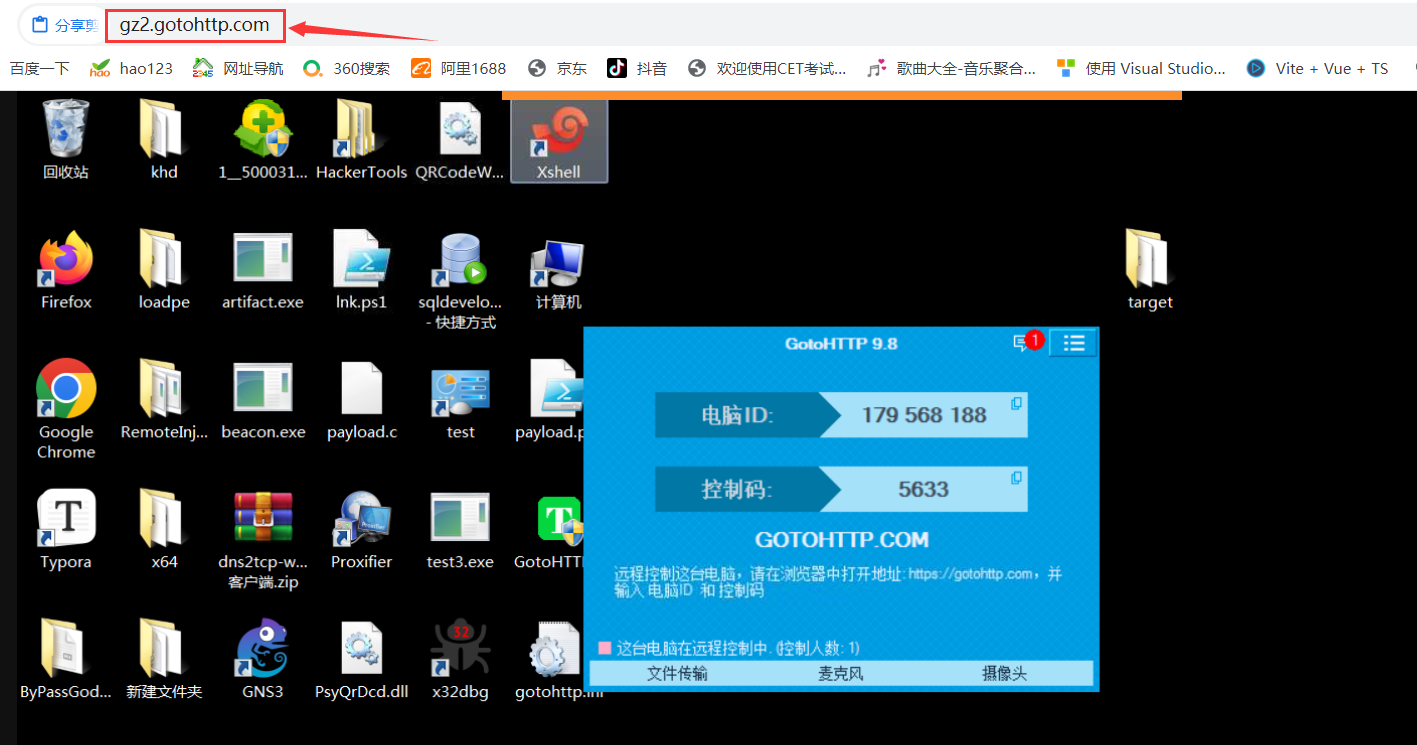 分享剪
gz2.gotohttp.com
百度一下
hao123
网址导航
360搜索
阿里1688
京东
抖音
欢迎使用CET考试...
歌曲大全-音乐聚合...
使用 Visual Studio...
Vite + Vue + TS
回收站
khd
1__500031...
HackerTools
QRCodeW...
Xshell
Firefox
loadpe
artifact.exe
lnk.ps1
sqldevelo...
- 快捷方式
计算机
target
Google
Chrome
RemoteInj...
beacon.exe
payload.c
test
payload.p
Typora
x64
dns2tcp-w...
客户端.zip
Proxifier
test3.exe
GotoHTT
ByPassGod...
新建文件夹
GNS3
PsyQrDcd.dll
32
x32dbg
gotohttp.ini
GotoHTTP 9.8
1
电脑ID:
179 568 188
控制码:
5633
GOTOHTTP.COM
远程控制这台电脑，请在浏览器中打开地址: https://gotohttp.com，并
输入 电脑ID 和 控制码
这台电脑在远程控制中. (控制人数: 1)
文件传输
麦克风
摄像头